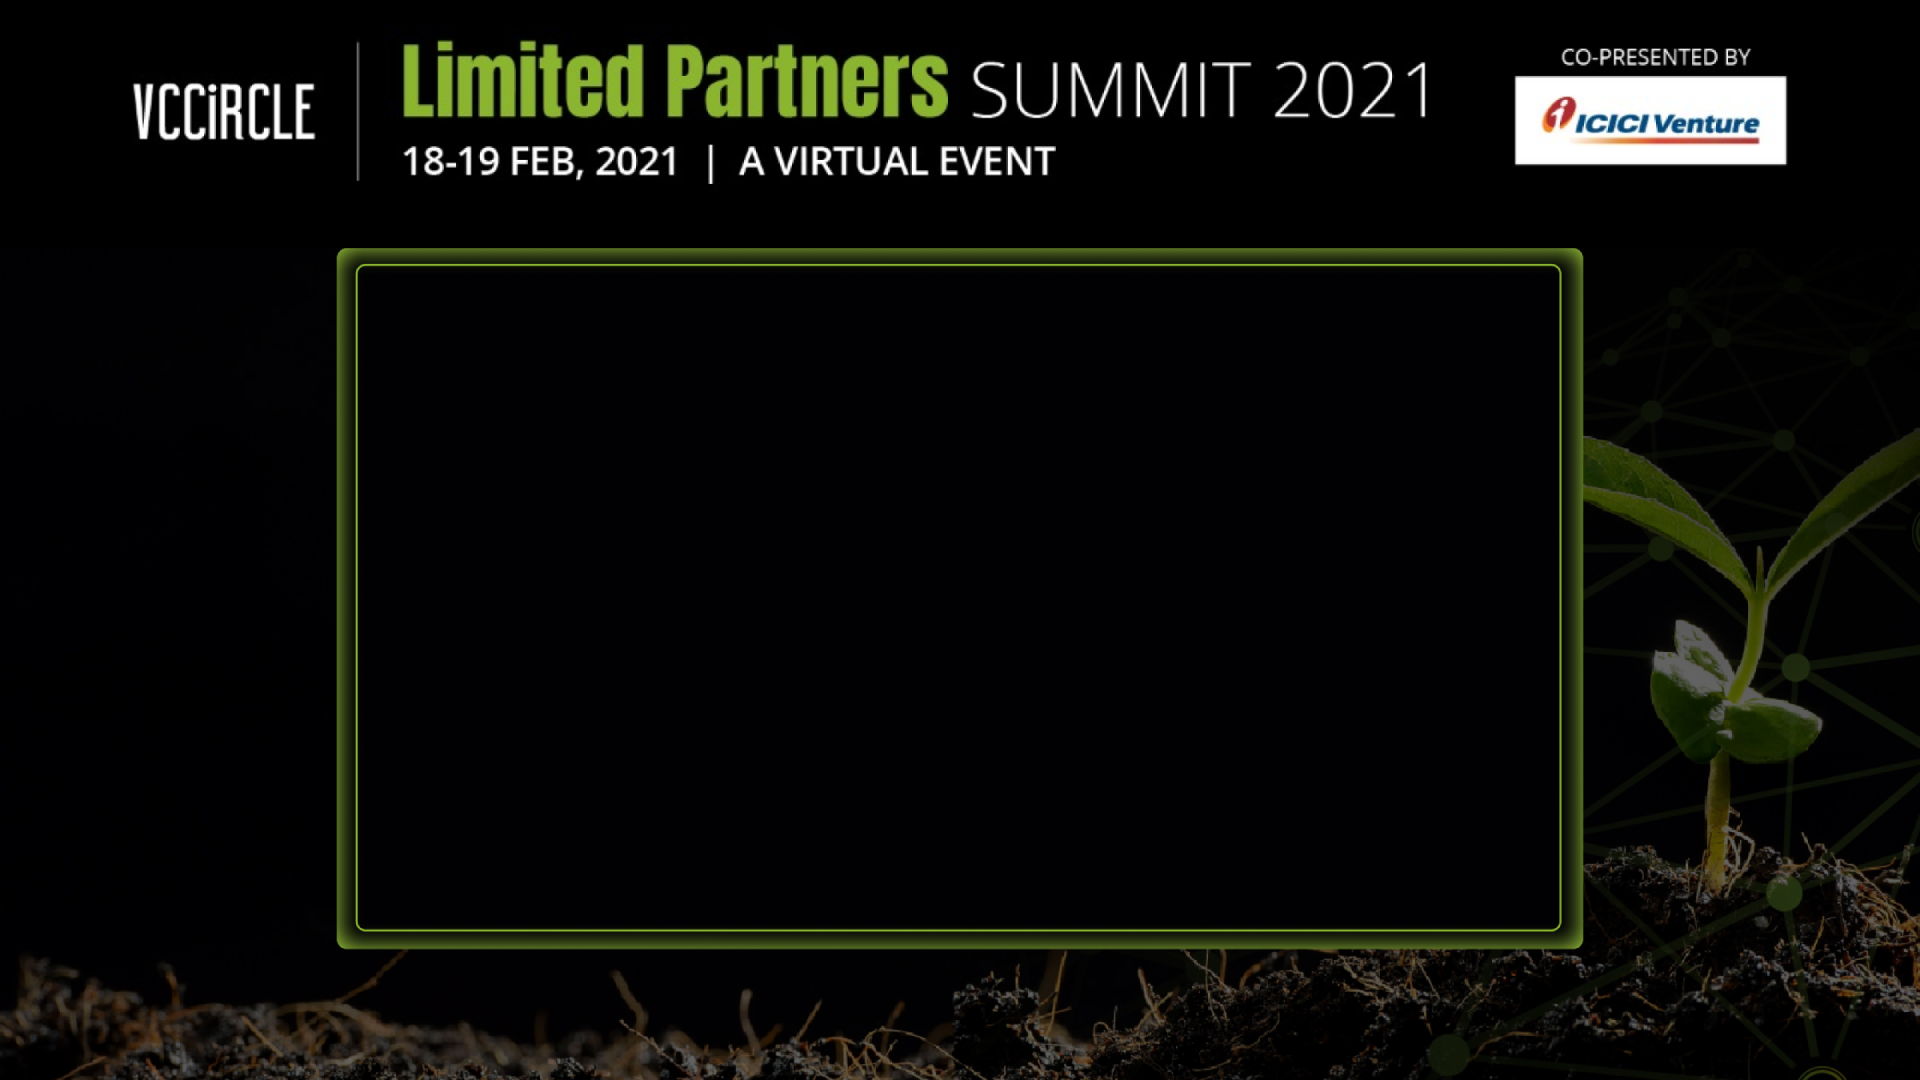 VCCiRCLE
Limited Partners SUMMIT 2021
18-19 FEB, 2021 | A VIRTUAL EVENT
CO-PRESENTED BY
i ICICI Venture